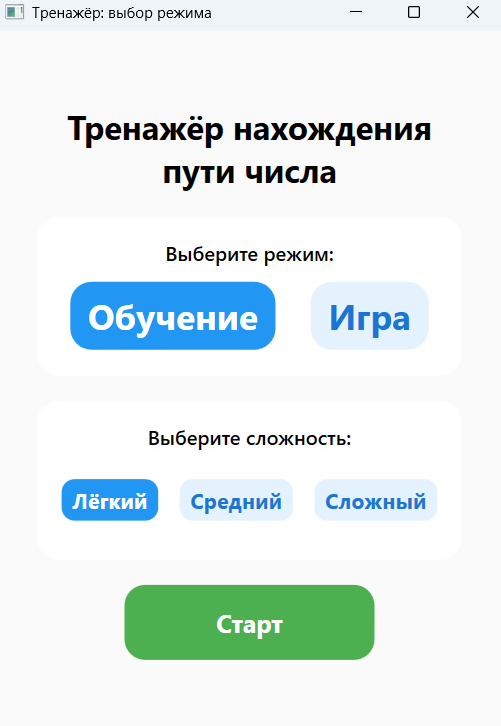 Тренажёр: выбор режима
Тренажёр нахождения
пути числа
Выберите режим:
Обучение Игра
Выберите сложность:
Лёгкий Средний Сложный
Старт